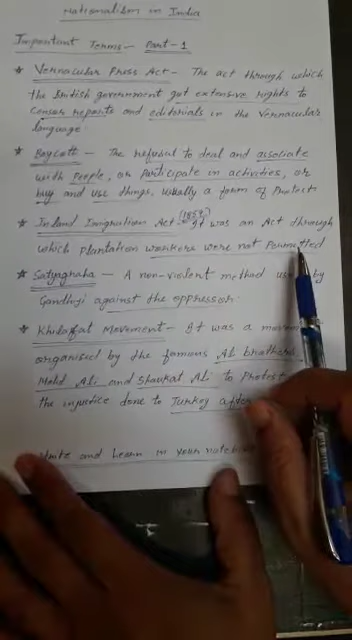 Nationalism in India
Important Terms- Part-1
* Vernacular Press Act - The act through which
the British government got extensive rights to
censor reports and editorials in the vernacular
language.
* Boycott - The refusal to deal and associate
with People, or Participate in activities, or
buy and use things, usually a form of Protest
* Inland Emigration Act - (1859) It was an Act through
which plantation workers were not Permitted
* Satyagraha - A non-violent method used by
Gandhiji against the oppressor.
* Khilafat Movement - It was a
organised by the famous Ali brothers
Mohd Ali and Shaukat Ali to Protest
the injustice done to Turkey after
Write and Learn in your notebook